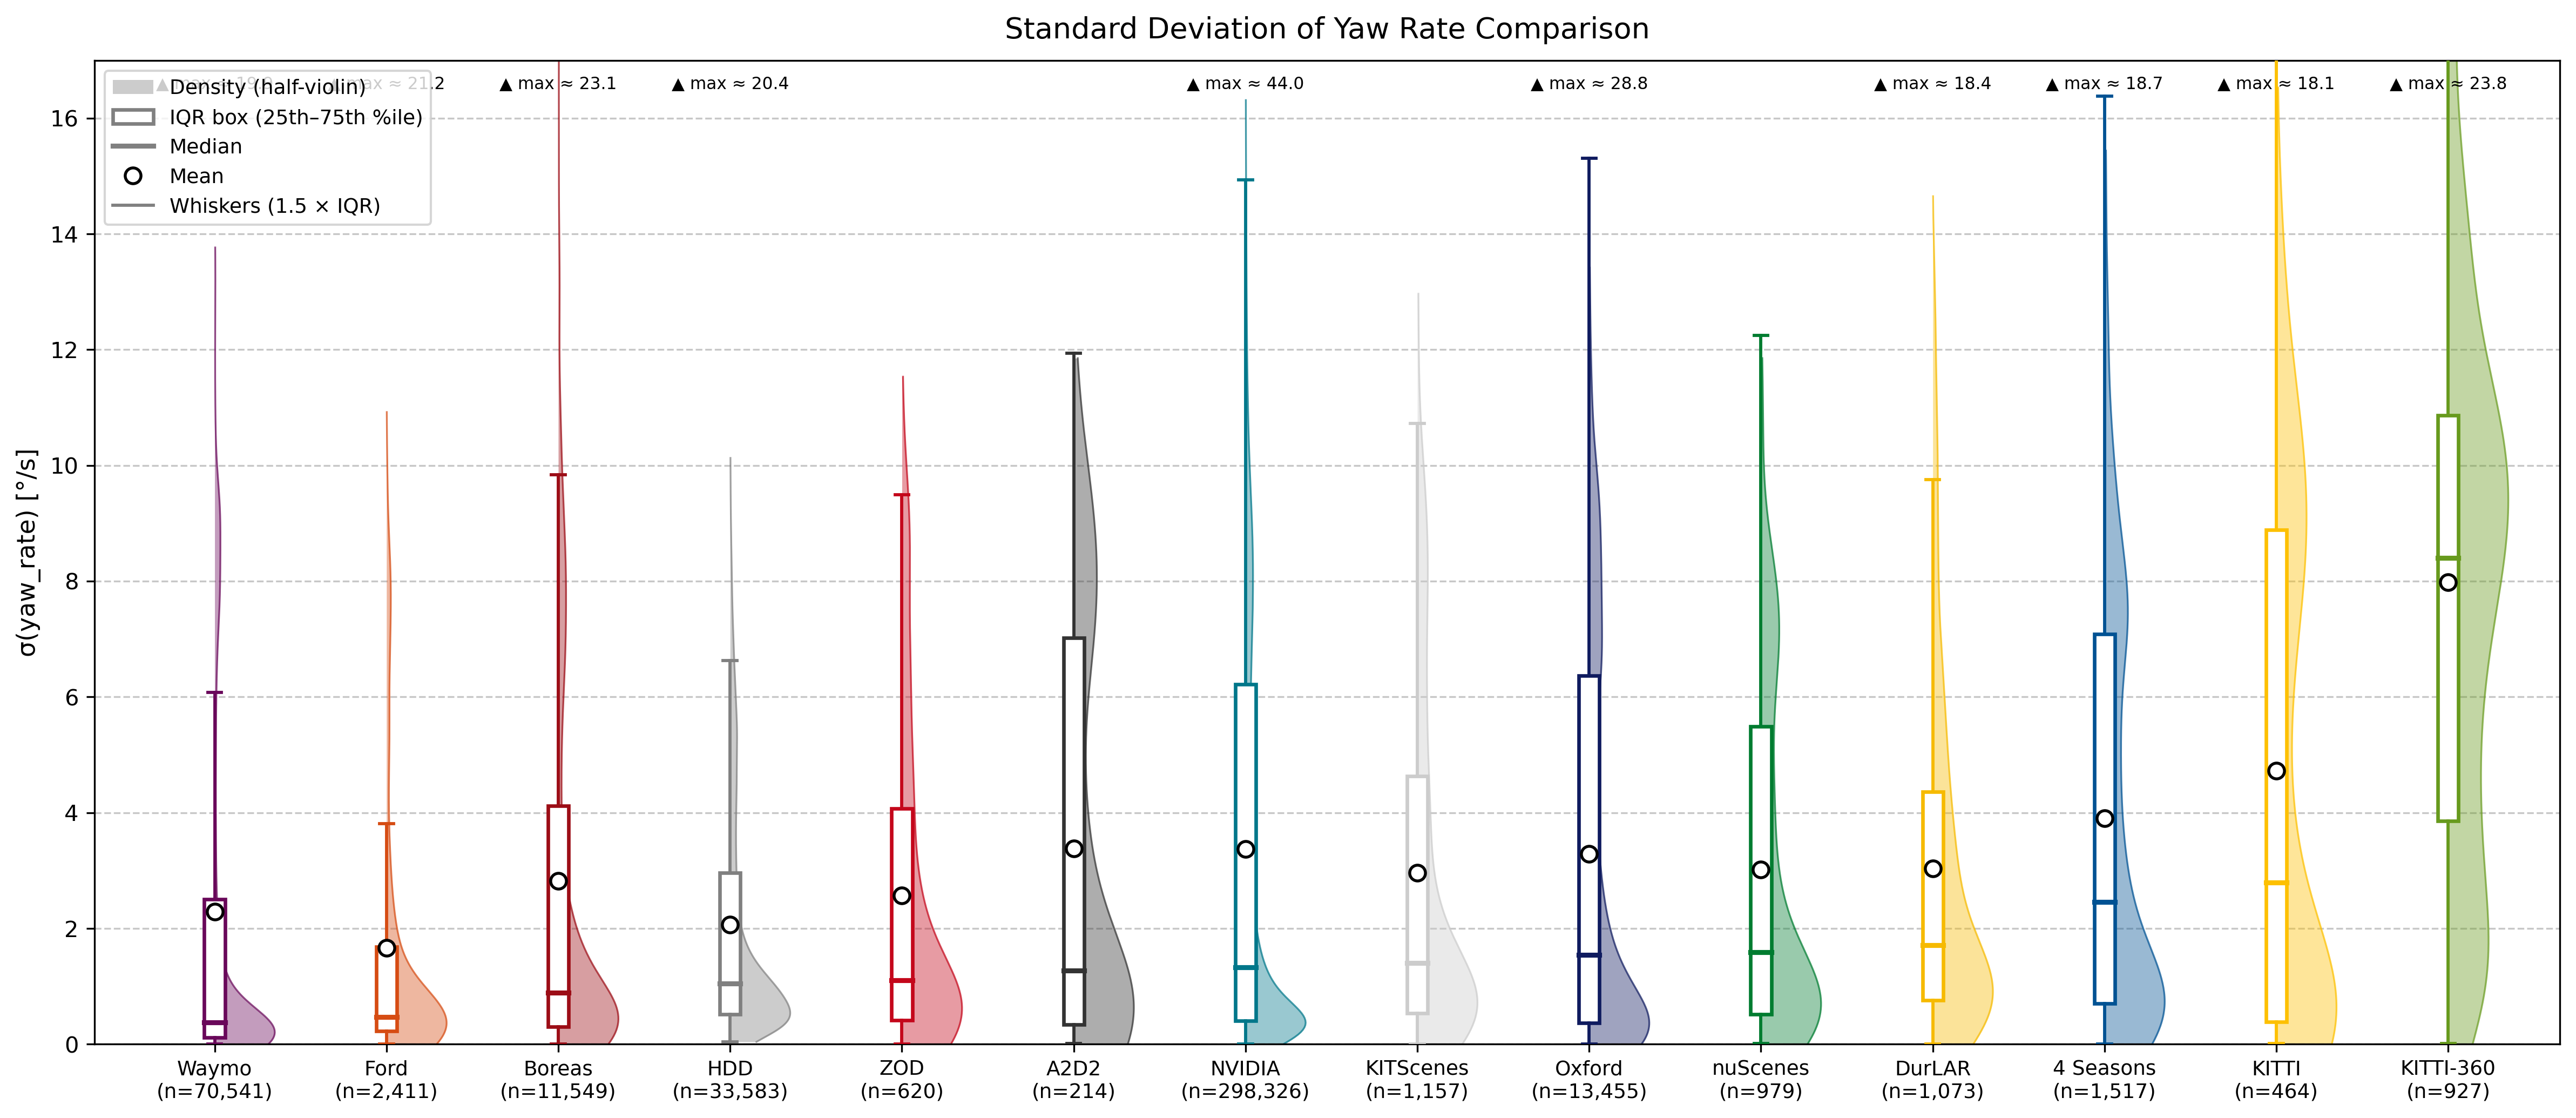 Standard Deviation of Yaw Rate Comparison
▲ max ≈ 21.2
▲ max ≈ 23.1
▲ max ≈ 20.4
▲ max ≈ 44.0
▲ max ≈ 28.8
▲ max ≈ 18.4
▲ max ≈ 18.7
▲ max ≈ 18.1
▲ max ≈ 23.8
Density (half-violin)
IQR box (25th–75th %ile)
Median
Mean
Whiskers (1.5 × IQR)
σ(yaw_rate) [°/s]
16
14
12
10
8
6
4
2
0
Waymo
(n=70,541)
Ford
(n=2,411)
Boreas
(n=11,549)
HDD
(n=33,583)
ZOD
(n=620)
A2D2
(n=214)
NVIDIA
(n=298,326)
KITScenes
(n=1,157)
Oxford
(n=13,455)
nuScenes
(n=979)
DurLAR
(n=1,073)
4 Seasons
(n=1,517)
KITTI
(n=464)
KITTI-360
(n=927)